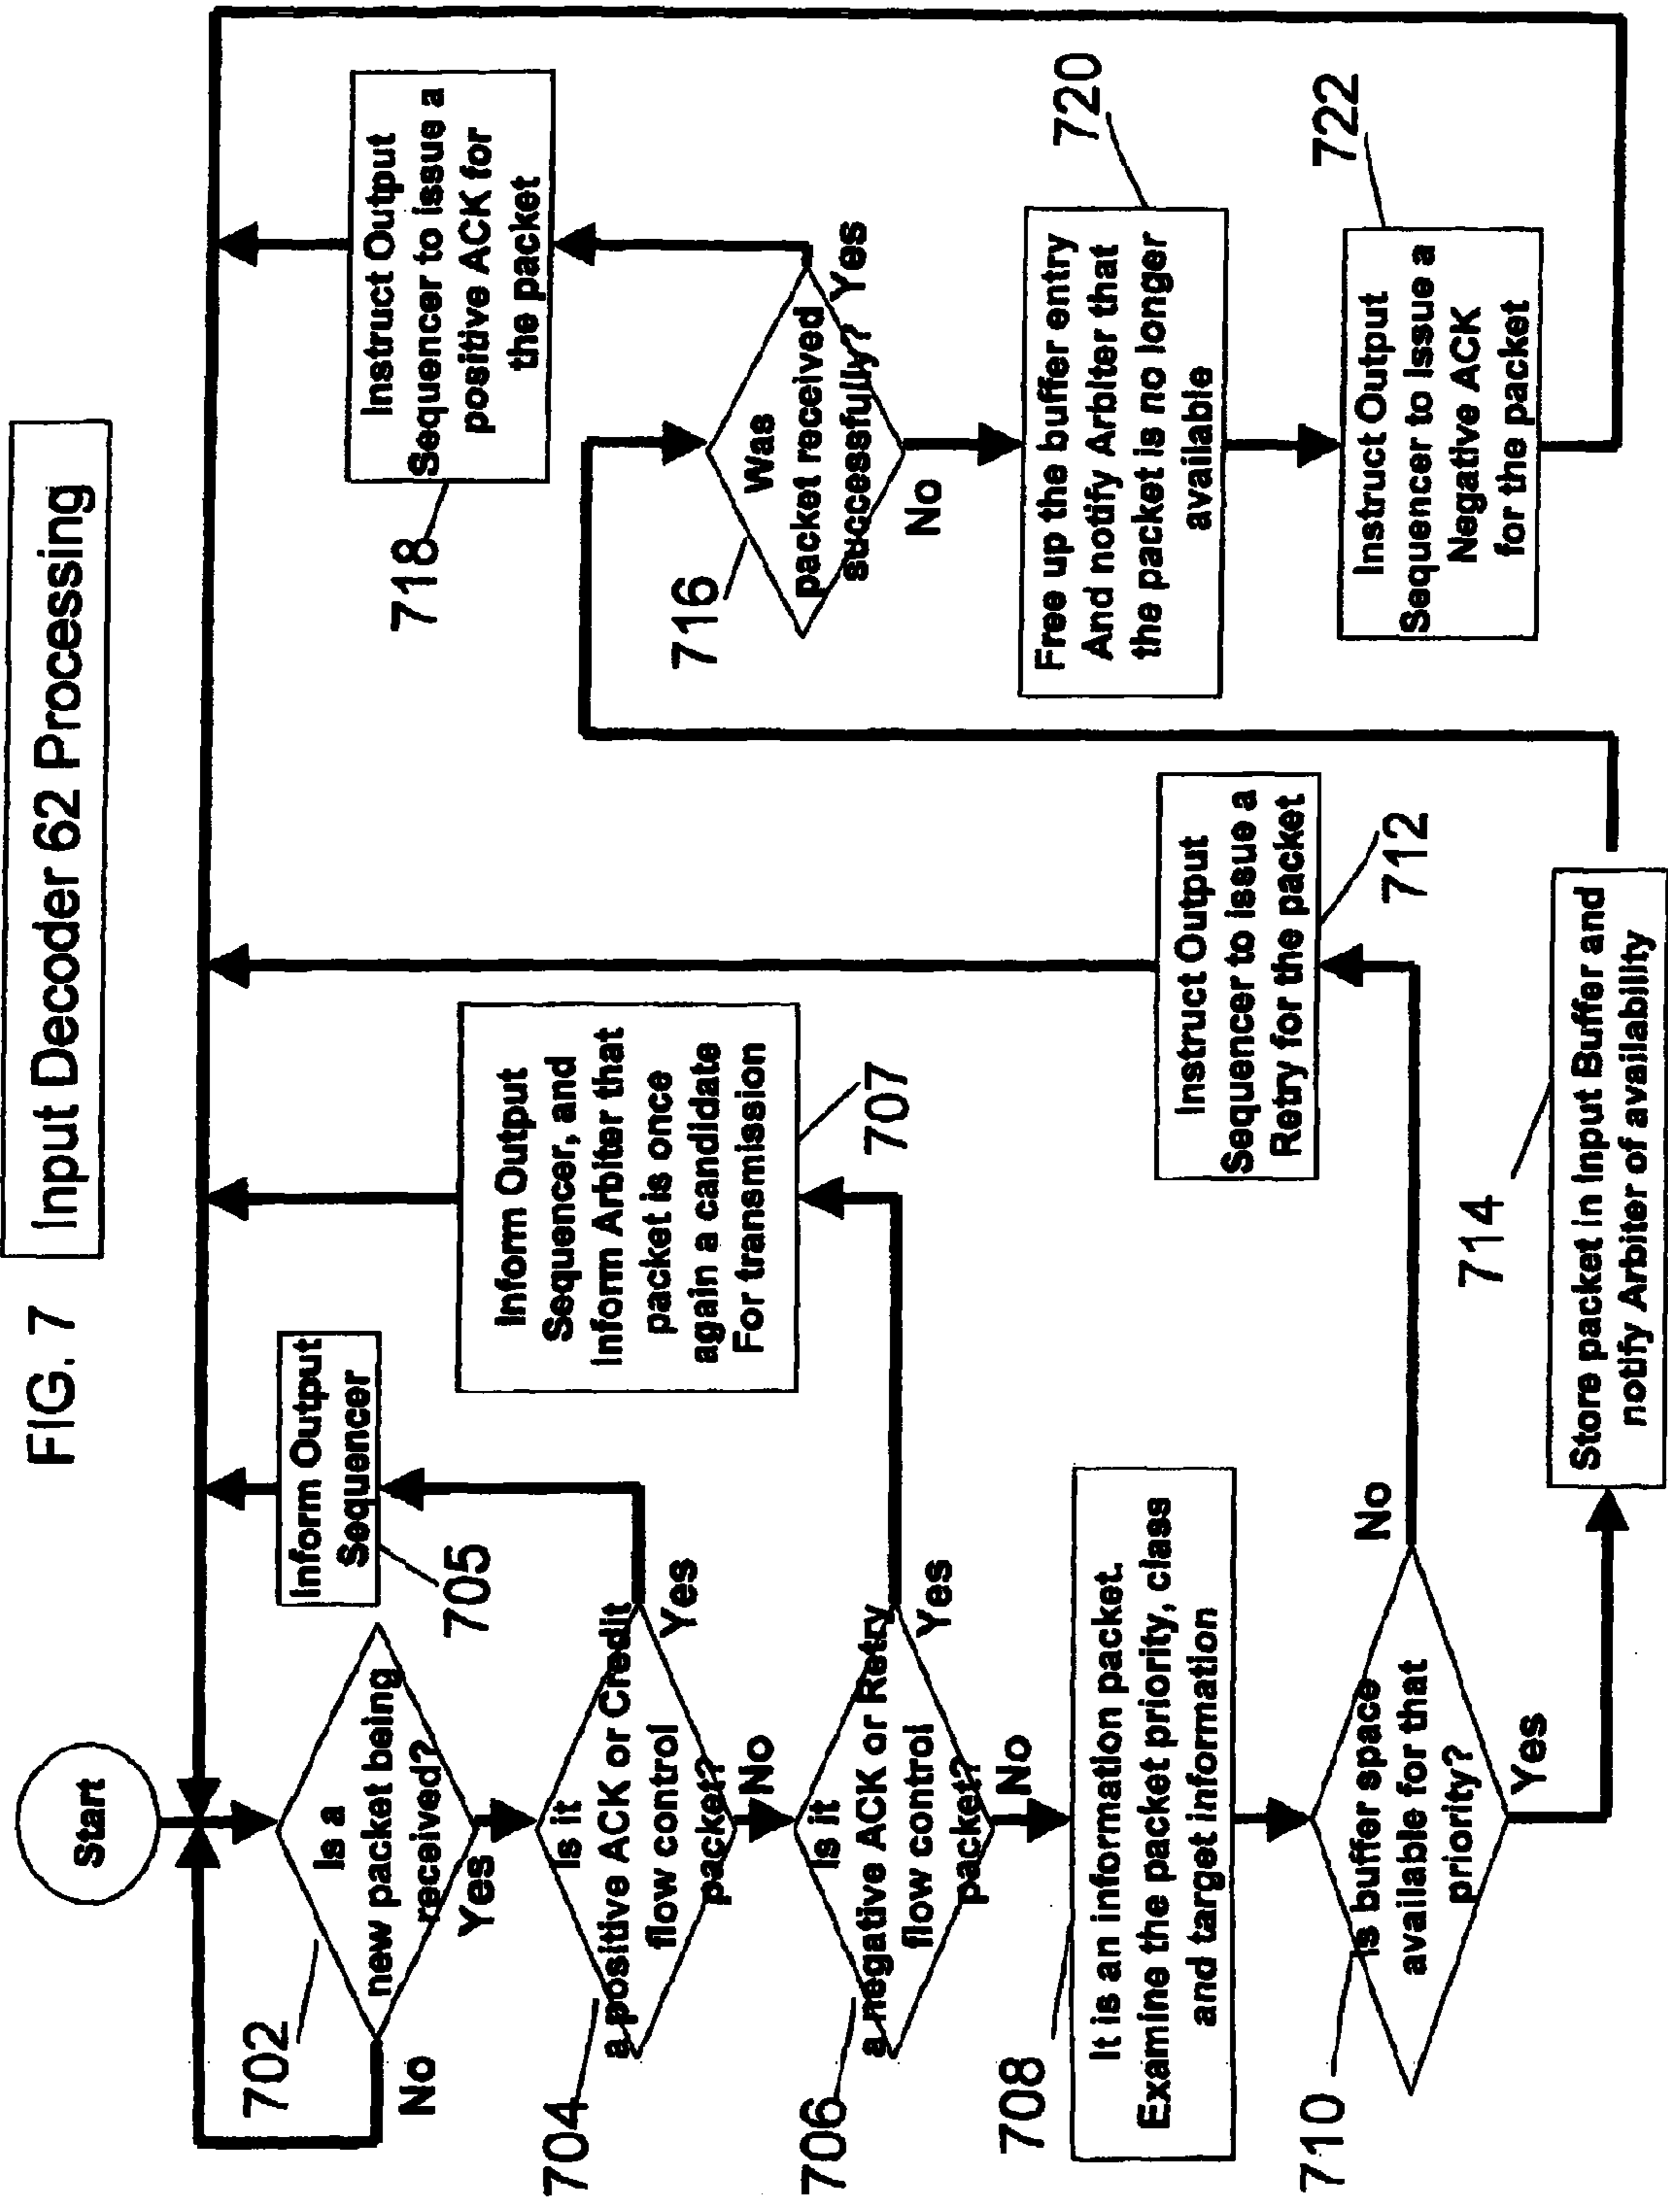 FIG. 7
Input Decoder 62 Processing
Start
Is a
new packet being
received?
702
No
Yes
Is it
a positive ACK or Credit
flow control
packet?
704
Yes
No
Inform Output
Sequencer
705
Is it
a negative ACK or Retry
flow control
packet?
706
Yes
No
Inform Output
Sequencer, and
Inform Arbiter that
packet is once
again a candidate
For transmission
707
It is an information packet.
Examine the packet priority, class
and target information
708
Is buffer space
available for that
priority?
710
No
Yes
Instruct Output
Sequencer to issue a
Retry for the packet
712
Store packet in Input Buffer and
notify Arbiter of availability
714
Was
packet received
successfully?
716
Yes
No
Instruct Output
Sequencer to issue a
positive ACK for
the packet
718
Free up the buffer entry
And notify Arbiter that
the packet is no longer
available
720
Instruct Output
Sequencer to issue a
Negative ACK
for the packet
722